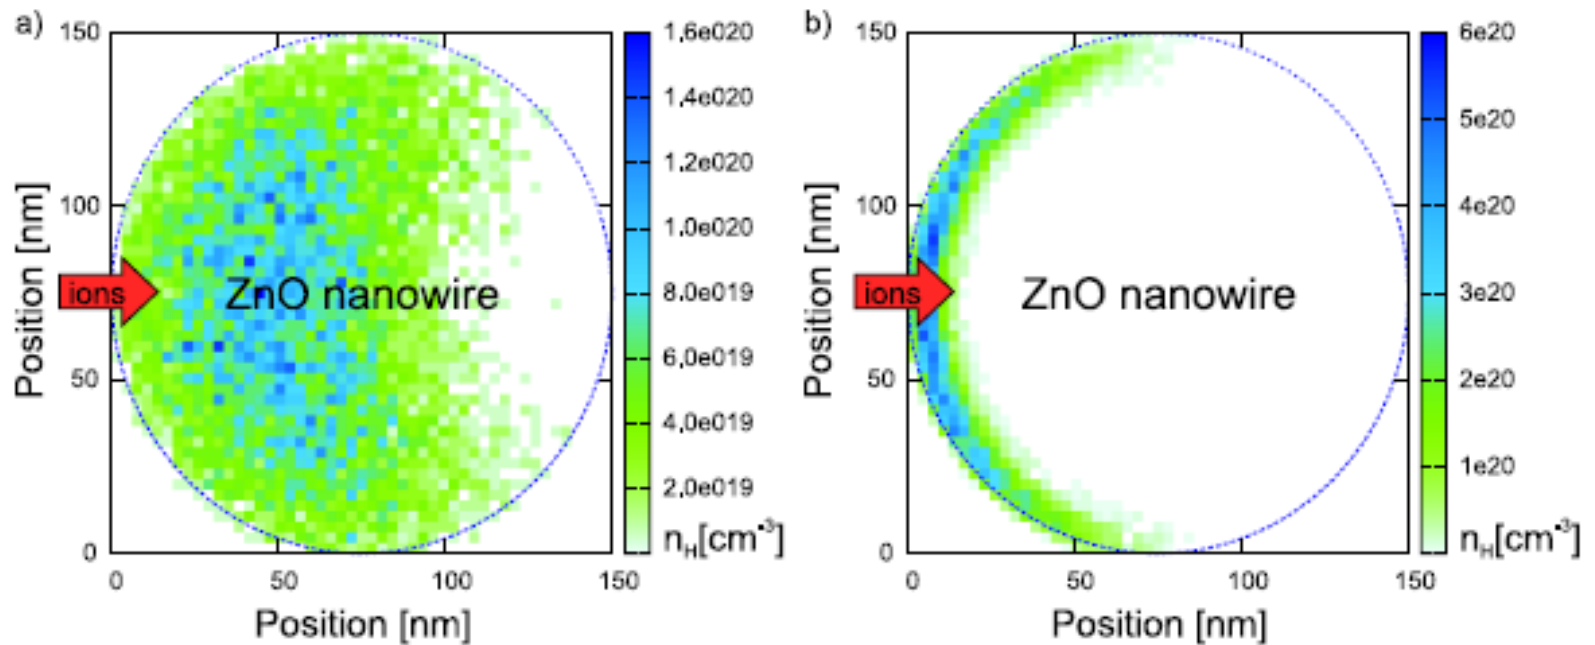 a)
150
100
50
0
Position [nm]
ions
ZnO nanowire
0 50 100 150
Position [nm]
1,6e020
1,4e020
1,2e020
1,0e020
8,0e019
6,0e019
4,0e019
2,0e019
n_H[cm⁻³]
b)
150
100
50
0
Position [nm]
ions
ZnO nanowire
0 50 100 150
Position [nm]
6e20
5e20
4e20
3e20
2e20
1e20
n_H[cm⁻³]